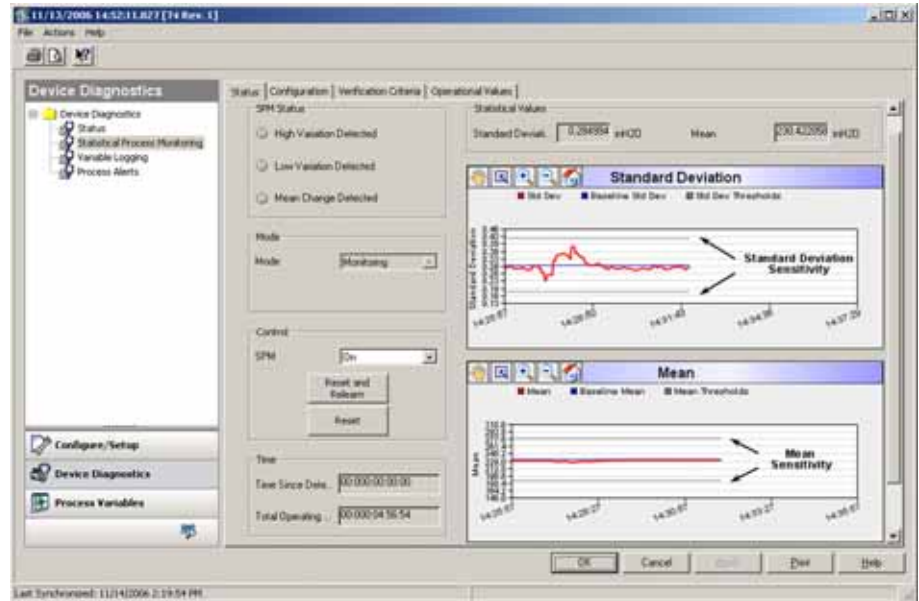 11/13/2006 14:52:11.827 [74 Rev. 1]
File Actions Help
Device Diagnostics
Device Diagnostics
Status
Statistical Process Monitoring
Variable Logging
Process Alerts
Configure/Setup
Device Diagnostics
Process Variables
Status Configuration Verification Criteria Operational Values
SPM Status
High Variation Detected
Low Variation Detected
Mean Change Detected
Mode
Mode Monitoring
Control
SPM On
Reset and
Relearn
Reset
Time
Time Since Dete...
00:000:00:00:00
Total Operating ...
00:000:04:56:54
Statistical Values
Standard Deviati. 0.284994 inH2O Mean 230.422058 inH2O
Standard Deviation
Std Dev Baseline Std Dev Std Dev Thresholds
Standard Deviation
Standard Deviation
Sensitivity
Mean
Mean Baseline Mean Mean Thresholds
Mean
Mean
Sensitivity
OK Cancel Print Help
Last Synchronized: 11/14/2006 2:19:54 PM